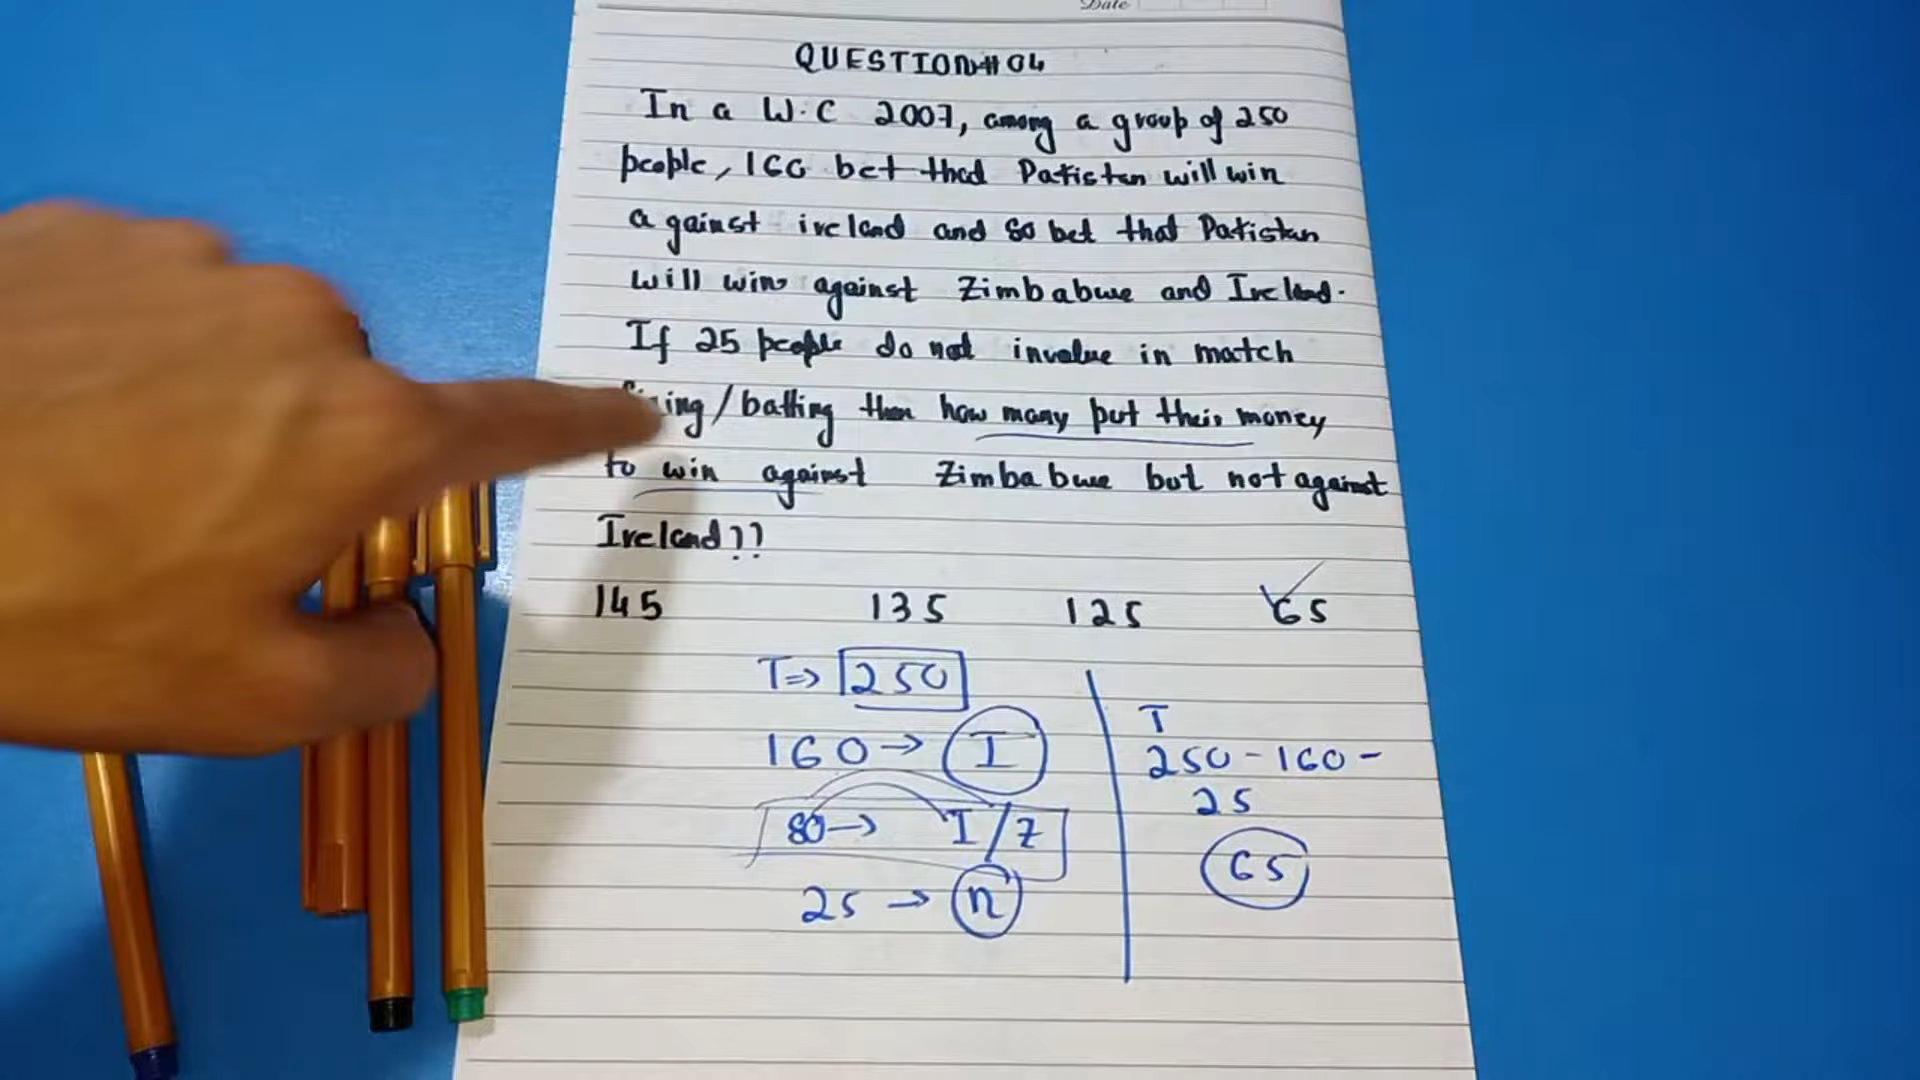 Date
QUESTION#04
In a W.C 2007, among a group of 250
people, 160 bet that Pakistan will win
against ireland and 80 bet that Pakistan
will win against Zimbabwe and Ireland.
If 25 people do not involve in match
fixing/batting then how many put their money
to win against Zimbabwe but not against
Ireland??
145 135 125 65
T⇒ 250
160→ I
80→ I/Z
25→ n
T
250-160-
25
65